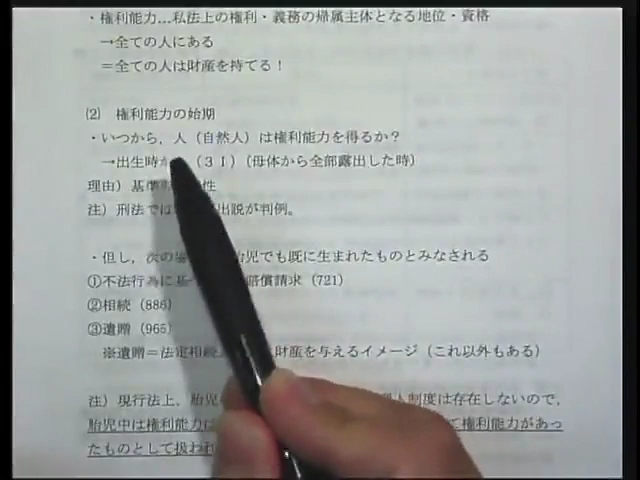 ・権利能力…私法上の権利・義務の帰属主体となる地位・資格
→全ての人にある
＝全ての人は財産を持てる！
⑵　権利能力の始期
・いつから、人（自然人）は権利能力を得るか？
→出生時か（３１）（母体から全部露出した時）
理由）基準 性
注）刑法では 出説が判例。
・但し、次の 胎児でも既に生まれたものとみなされる
①不法行為に基 賠償請求（721）
②相続（886）
③遺贈（965）
※遺贈＝法定相続 財産を与えるイメージ（これ以外もある）
注）現行法上、胎児 人制度は存在しないので、
胎児中は権利能力 て権利能力があっ
たものとして扱われ